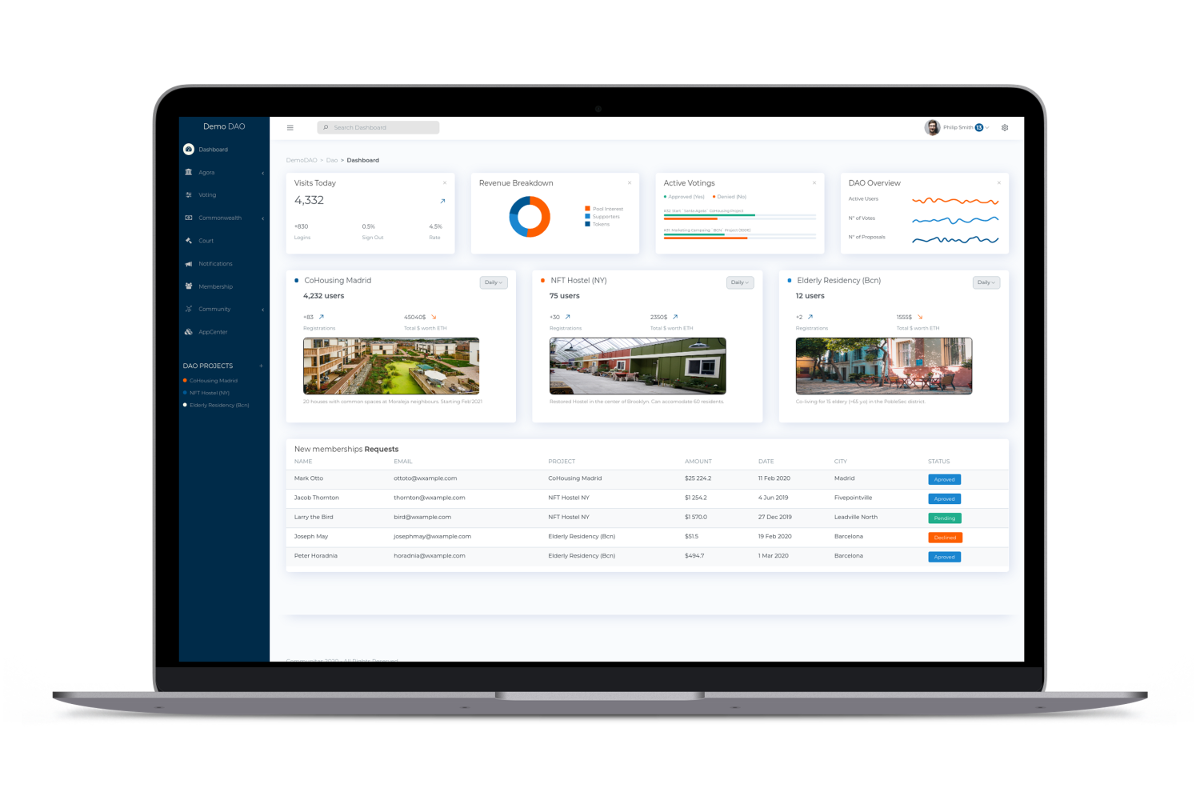 Demo DAO
Search Dashboard
Philip Smith 13
Dashboard
Agora
Voting
Commonwealth
Court
Notifications
Membership
Community
AppCenter
DAO PROJECTS +
CoHousing Madrid
NFT Hostel (NY)
Elderly Residency (Bcn)
DemoDAO > Dao > Dashboard
Visits Today ×
4,332
+830 0.5% 4.5%
Logins Sign Out Rate
Revenue Breakdown ×
Supporters
Tokens
Active Votings ×
Approved (Yes) Denied (No)
DAO Overview ×
Active Users
N° of Votes
N° of Proposals
CoHousing Madrid Daily
4,232 users
+83 45040$
Registrations Total $ worth ETH
20 houses with common spaces at Starting Feb 2021
NFT Hostel (NY) Daily
75 users
+30 2350$
Registrations Total $ worth ETH
Restored Hostel in the center of Brooklyn. Can accomodate 60 residents.
Elderly Residency (Bcn) Daily
12 users
+2 1555$
Registrations Total $ worth ETH
Co-living for 15 elderly (+65 yo) in the district.
New memberships Requests
NAME EMAIL PROJECT AMOUNT DATE CITY STATUS
Mark Otto ottoto@wxample.com CoHousing Madrid $25 224.2 11 Feb 2020 Madrid Aproved
Jacob Thornton thornton@wxample.com NFT Hostel NY $1 254.2 4 Jun 2019 Fivepointville Aproved
Larry the Bird bird@wxample.com NFT Hostel NY $1 570.0 27 Dec 2019 Leadville North Pending
Joseph May josephmay@wxample.com Elderly Residency (Bcn) $51.5 19 Feb 2020 Barcelona Declined
Peter Horadnia horadnia@wxample.com Elderly Residency (Bcn) $494.7 1 Mar 2020 Barcelona Aproved